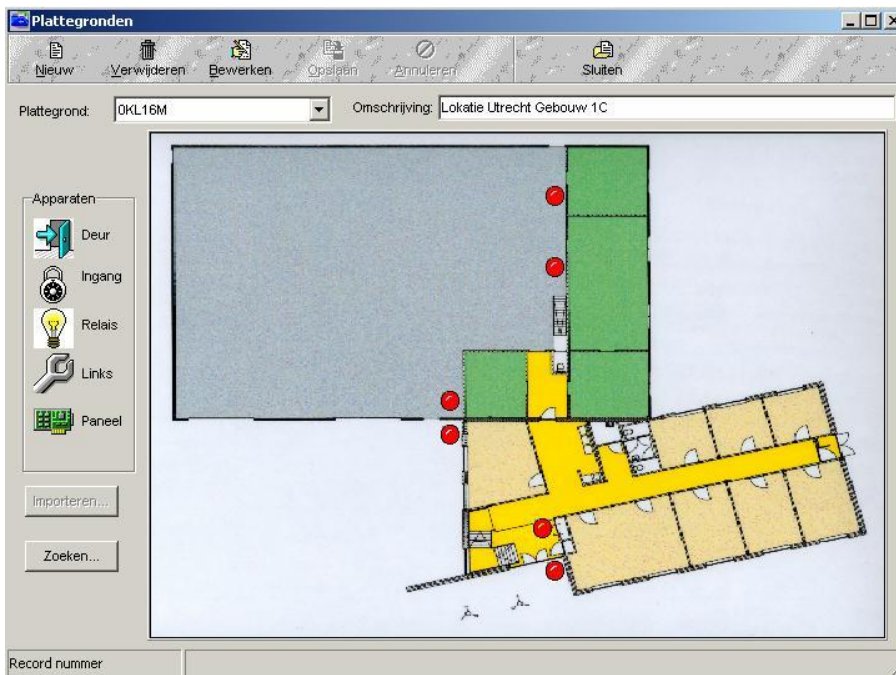 Plattegronden
Nieuw Verwijderen Bewerken Opslaan Annuleren Sluiten
Plattegrond: 0KL16M Omschrijving: Lokatie Utrecht Gebouw 1C
Apparaten
Deur
Ingang
Relais
Links
Paneel
Importeren...
Zoeken...
Record nummer